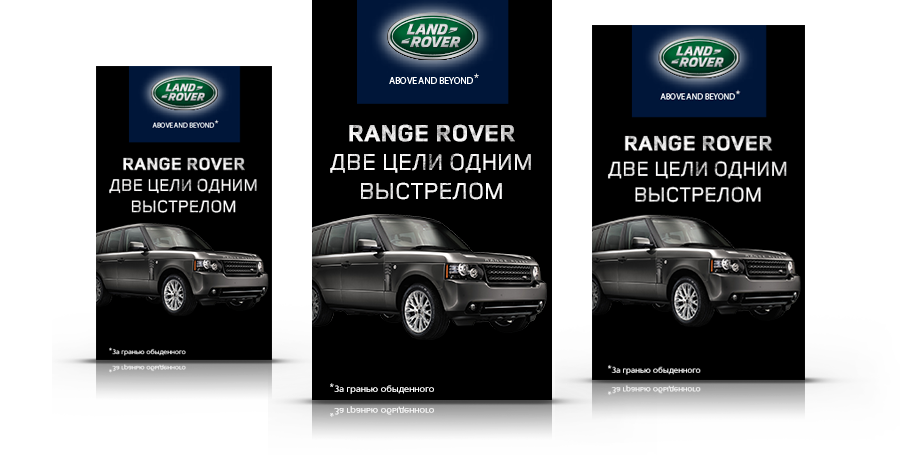 LAND
ROVER
ABOVE AND BEYOND*
RANGE ROVER
ДВЕ ЦЕЛИ ОДНИМ
ВЫСТРЕЛОМ
*За гранью обыденного
LAND
ROVER
ABOVE AND BEYOND*
RANGE ROVER
ДВЕ ЦЕЛИ ОДНИМ
ВЫСТРЕЛОМ
RANGE ROVER
*За гранью обыденного
LAND
ROVER
ABOVE AND BEYOND*
RANGE ROVER
ДВЕ ЦЕЛИ ОДНИМ
ВЫСТРЕЛОМ
*За гранью обыденного